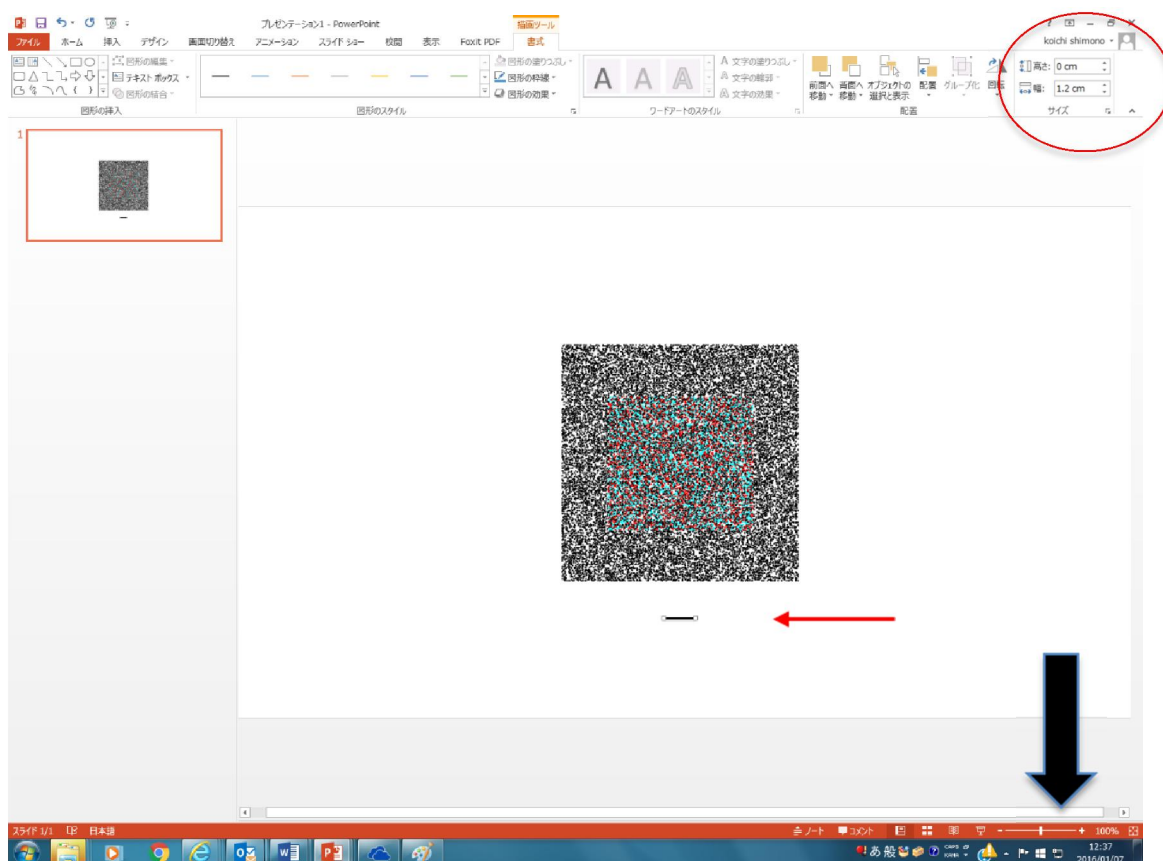 プレゼンテーション1 - PowerPoint
描画ツール
ファイル ホーム 挿入 デザイン 画面切り替え アニメーション スライド ショー 校閲 表示 Foxit PDF 書式
koichi shimono
図形の編集
テキスト ボックス
図形の結合
図形の挿入
図形のスタイル
図形の塗りつぶし
図形の枠線
図形の効果
A A A
ワードアートのスタイル
文字の塗りつぶし
文字の輪郭
文字の効果
前面へ移動
背面へ移動
オブジェクトの選択と表示
配置
グループ化
回転
配置
高さ: 0 cm
幅: 1.2 cm
サイズ
1
スライド 1/1 日本語
ノート コメント 100%
あ 般
CAPS
KANA
12:37
2016/01/07